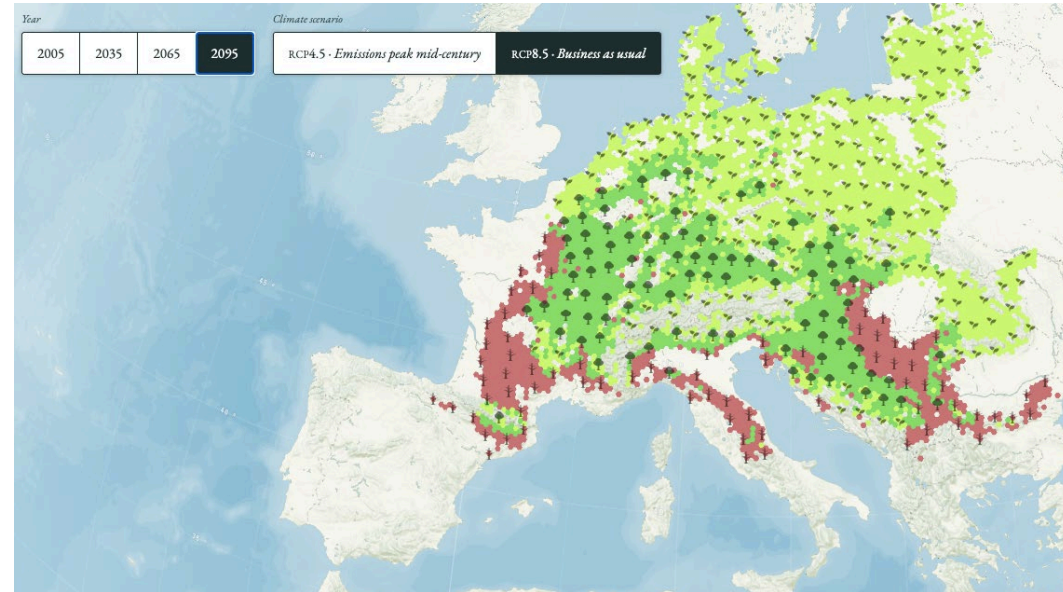 Year
Climate scenario
2005 2035 2065 2095
RCP4.5 · Emissions peak mid-century RCP8.5 · Business as usual